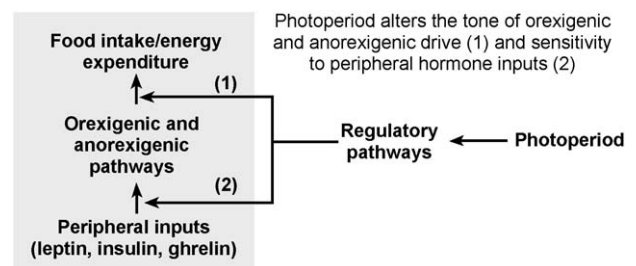 Photoperiod alters the tone of orexigenic
and anorexigenic drive (1) and sensitivity
to peripheral hormone inputs (2)
Food intake/energy
expenditure
(1)
Orexigenic and
anorexigenic
pathways
Regulatory
pathways
Photoperiod
(2)
Peripheral inputs
(leptin, insulin, ghrelin)